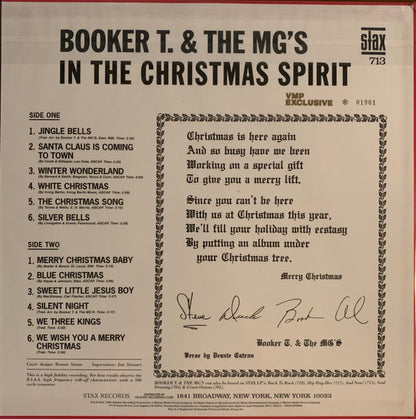 BOOKER T. & THE MG'S
IN THE CHRISTMAS SPIRIT
stax
713
VMP
EXCLUSIVE
* 01961
SIDE ONE
1. JINGLE BELLS
2. SANTA CLAUS IS COMING
TO TOWN
3. WINTER WONDERLAND
4. WHITE CHRISTMAS
5. THE CHRISTMAS SONG
6. SILVER BELLS
SIDE TWO
1. MERRY CHRISTMAS BABY
2. BLUE CHRISTMAS
3. SWEET LITTLE JESUS BOY
4. SILENT NIGHT
5. WE THREE KINGS
6. WE WISH YOU A MERRY
CHRISTMAS
Christmas is here again
And so busy have we been
Working on a special gift
To give you a merry lift.
Since you can't be here
With us at Christmas this year,
We'll fill your holiday with ecstasy
By putting an album under
your Christmas tree.
Merry Christmas
Steve Duck Booker Al
Booker T. & The MG'S
Verse by Deanie Catron
STAX RECORDS
1841 BROADWAY, NEW YORK, NEW YORK 10023